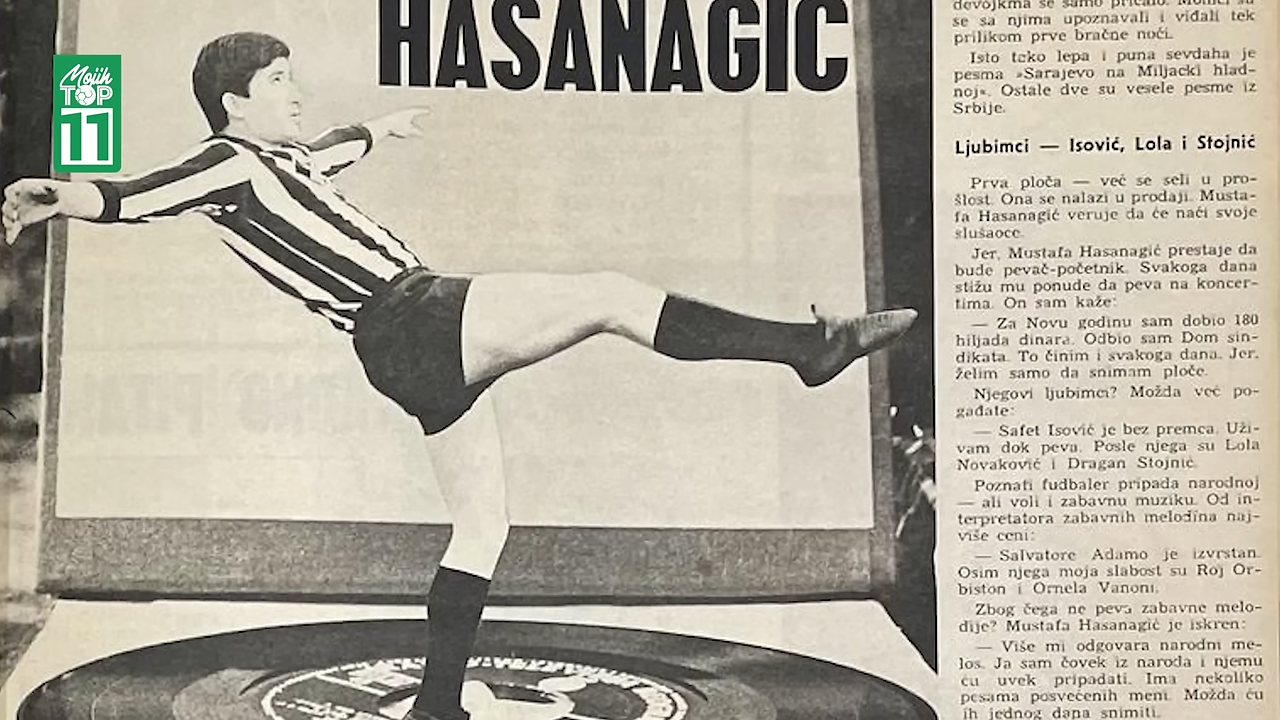 HASANAGIĆ
Mojih
TOP
11
devojkma se samo pričalo. Momci su
se sa njima upoznavali i viđali tek
prilikom prve bračne noći.
Isto tako lepa i puna sevdaha je
pesma »Sarajevo na Miljacki hlad-
noj«. Ostale dve su vesele pesme iz
Srbije.
Ljubimci — Isović, Lola i Stojnić
Prva ploča — već se seli u pro-
šlost. Ona se nalazi u prodaji. Musta-
fa Hasanagić veruje da će naći svoje
slušaoce.
Jer, Mustafa Hasanagić prestaje da
bude pevač-početnik. Svakoga dana
stižu mu ponude da peva na koncer-
tima. On sam kaže:
— Za Novu godinu sam dobio 180
hiljada dinara. Odbio sam Dom sin-
dikata. To činim i svakoga dana. Jer,
želim samo da snimam ploče.
Njegovi ljubimci? Možda već po-
gađate:
— Safet Isović je bez premca. Uži-
vam dok peva. Posle njega su Lola
Novaković i Dragan Stojnić.
Poznati fudbaler pripada narodnoj
— ali voli i zabavnu muziku. Od in-
terpretatora zabavnih melodina naj-
više ceni:
— Salvatore Adamo je izvrstan.
Osim njega moja slabost su Roj Or-
biston i Ornela Vanoni.
Zbog čega ne peva zabavne melo-
dije? Mustafa Hasanagić je iskren:
— Više mi odgovara narodni me-
los. Ja sam čovek iz naroda i njemu
ću uvek pripadati. Ima nekoliko
pesama posvećenih meni. Možda ću
ih jednog dana snimiti.